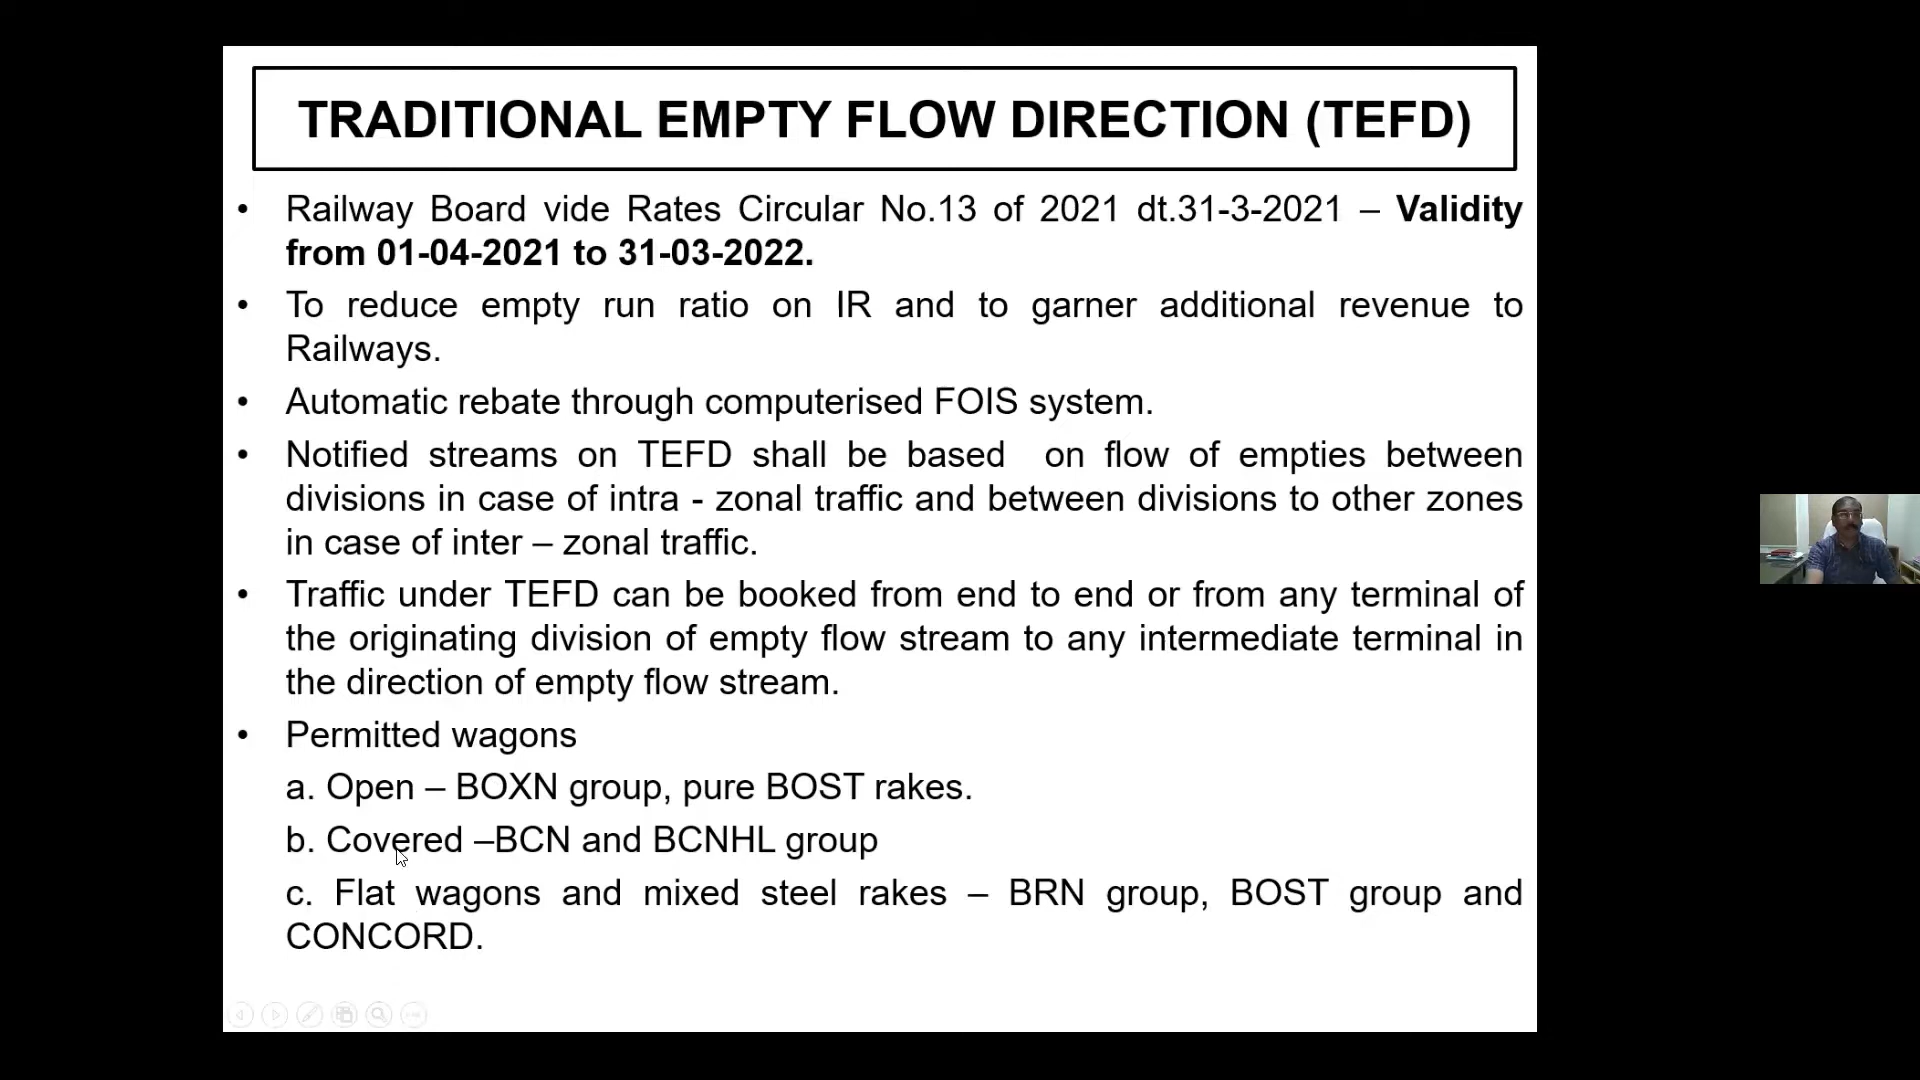 TRADITIONAL EMPTY FLOW DIRECTION (TEFD)
• Railway Board vide Rates Circular No.13 of 2021 dt.31-3-2021 – Validity
from 01-04-2021 to 31-03-2022.
• To reduce empty run ratio on IR and to garner additional revenue to
Railways.
• Automatic rebate through computerised FOIS system.
• Notified streams on TEFD shall be based on flow of empties between
divisions in case of intra - zonal traffic and between divisions to other zones
in case of inter – zonal traffic.
• Traffic under TEFD can be booked from end to end or from any terminal of
the originating division of empty flow stream to any intermediate terminal in
the direction of empty flow stream.
• Permitted wagons
a. Open – BOXN group, pure BOST rakes.
b. Covered –BCN and BCNHL group
c. Flat wagons and mixed steel rakes – BRN group, BOST group and
CONCORD.